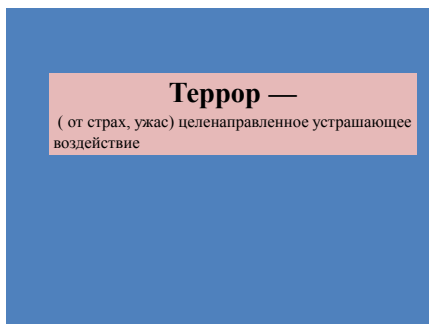 Террор —
( от страх, ужас) целенаправленное устрашающее
воздействие